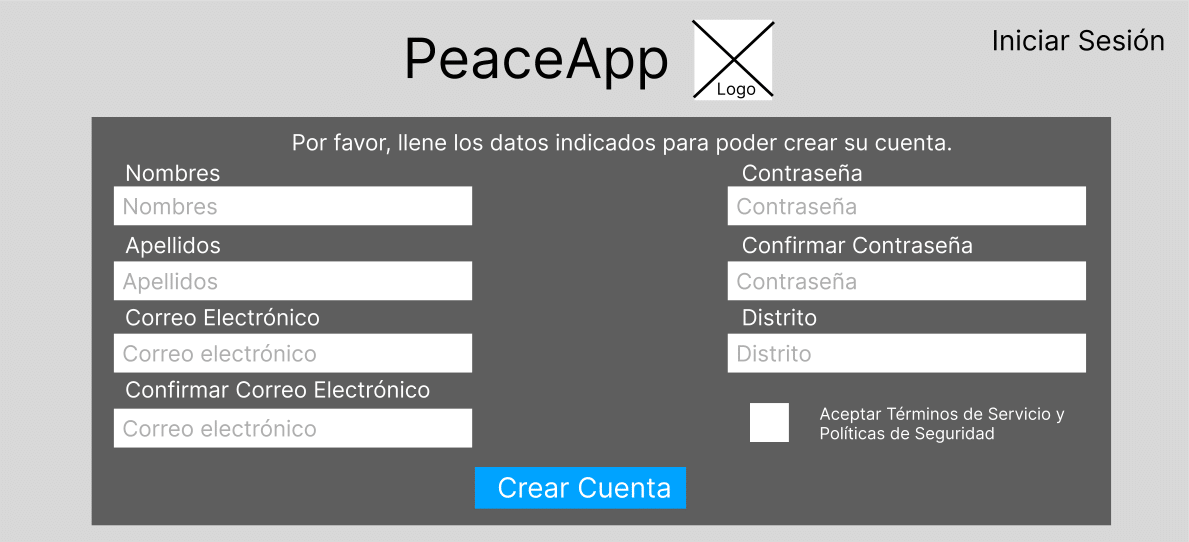 PeaceApp
Logo
Iniciar Sesión
Por favor, llene los datos indicados para poder crear su cuenta.
Nombres
Nombres
Apellidos
Apellidos
Correo Electrónico
Correo electrónico
Confirmar Correo Electrónico
Correo electrónico
Contraseña
Contraseña
Confirmar Contraseña
Contraseña
Distrito
Distrito
Aceptar Términos de Servicio y
Políticas de Seguridad
Crear Cuenta